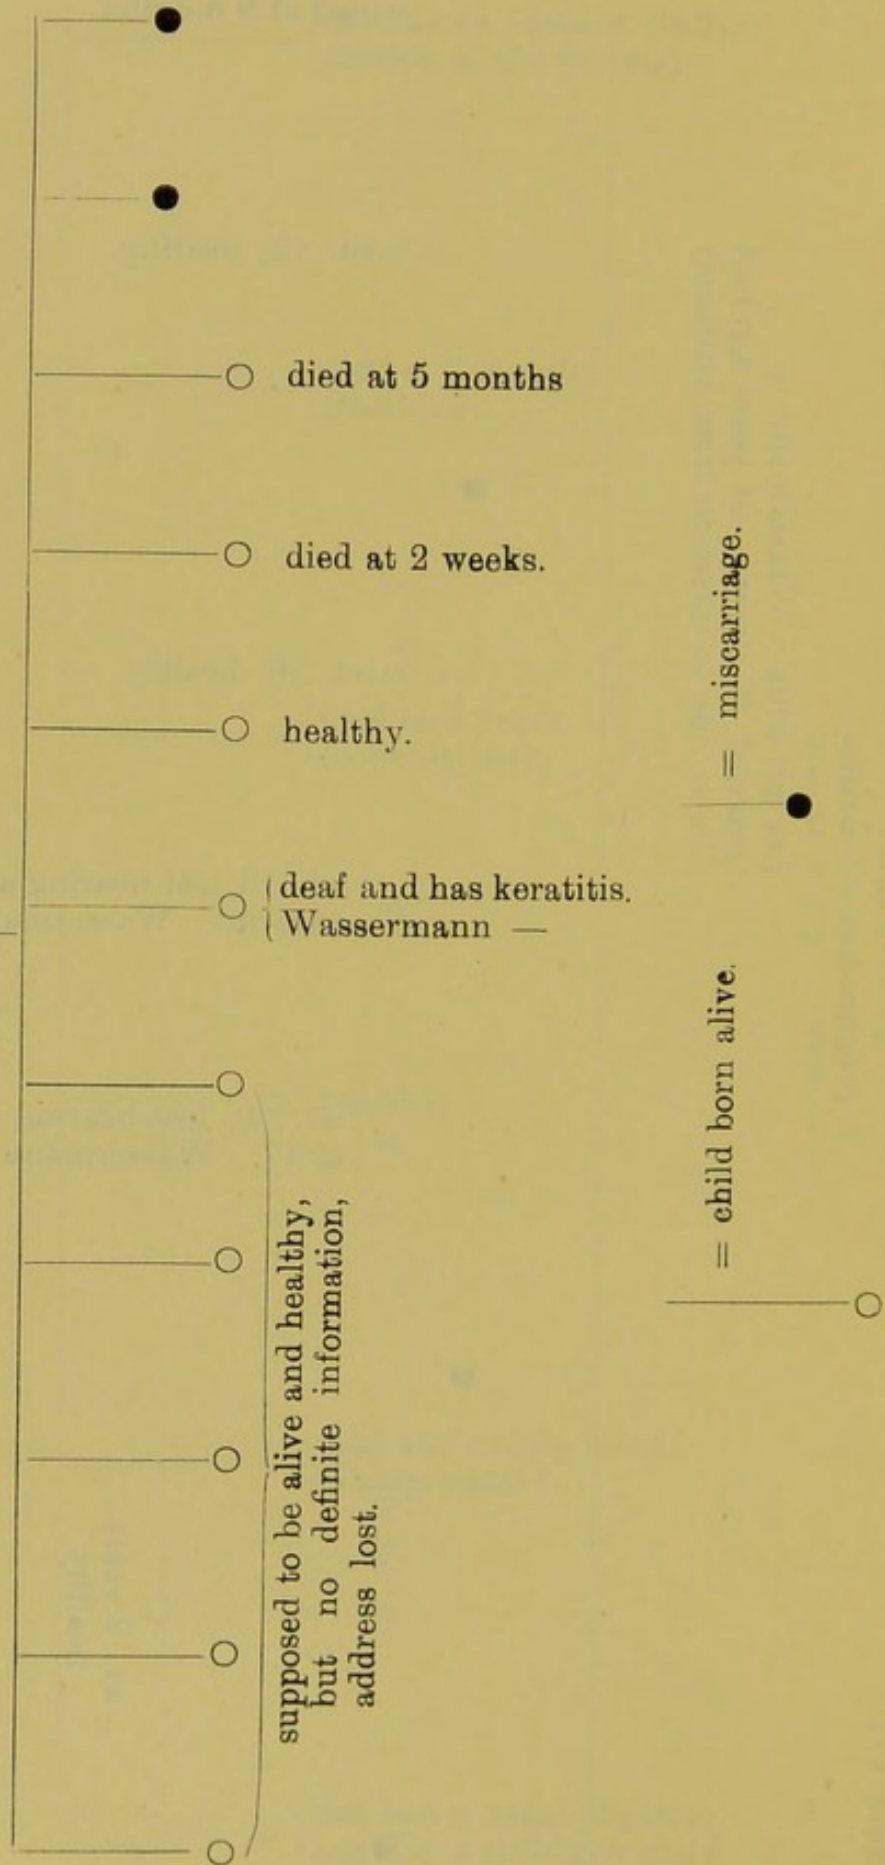 died at 5 months
died at 2 weeks.
healthy.
deaf and has keratitis.
Wassermann —
supposed to be alive and healthy,
but no definite information,
address lost.
= miscarriage.
= child born alive.